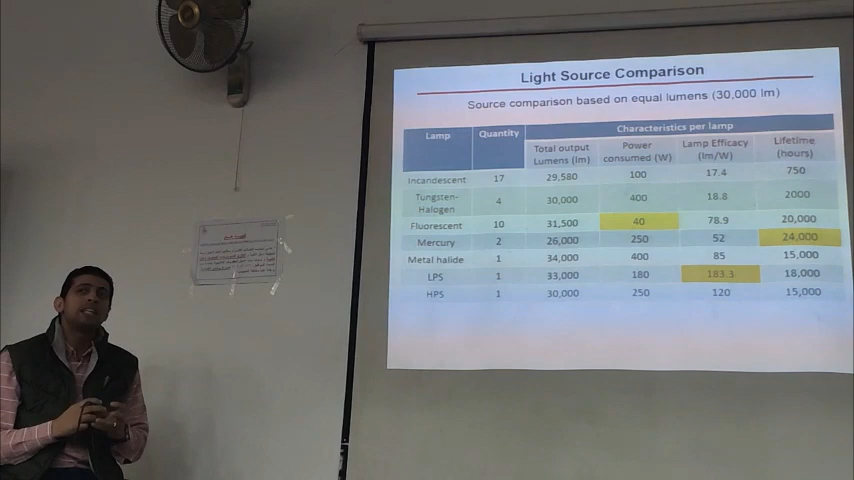 Light Source Comparison
Source comparison based on equal lumens (30,000 lm)
Lamp Quantity Characteristics per lamp
Total output Lumens (lm) Power consumed (W) Lamp Efficacy (lm/W) Lifetime (hours)
Incandescent 17 29,580 100 17.4 750
Tungsten-Halogen 4 30,000 400 18.8 2000
Fluorescent 10 31,500 40 78.9 20,000
Mercury 2 26,000 250 52 24,000
Metal halide 1 34,000 400 85 15,000
LPS 1 33,000 180 183.3 18,000
HPS 1 30,000 250 120 15,000